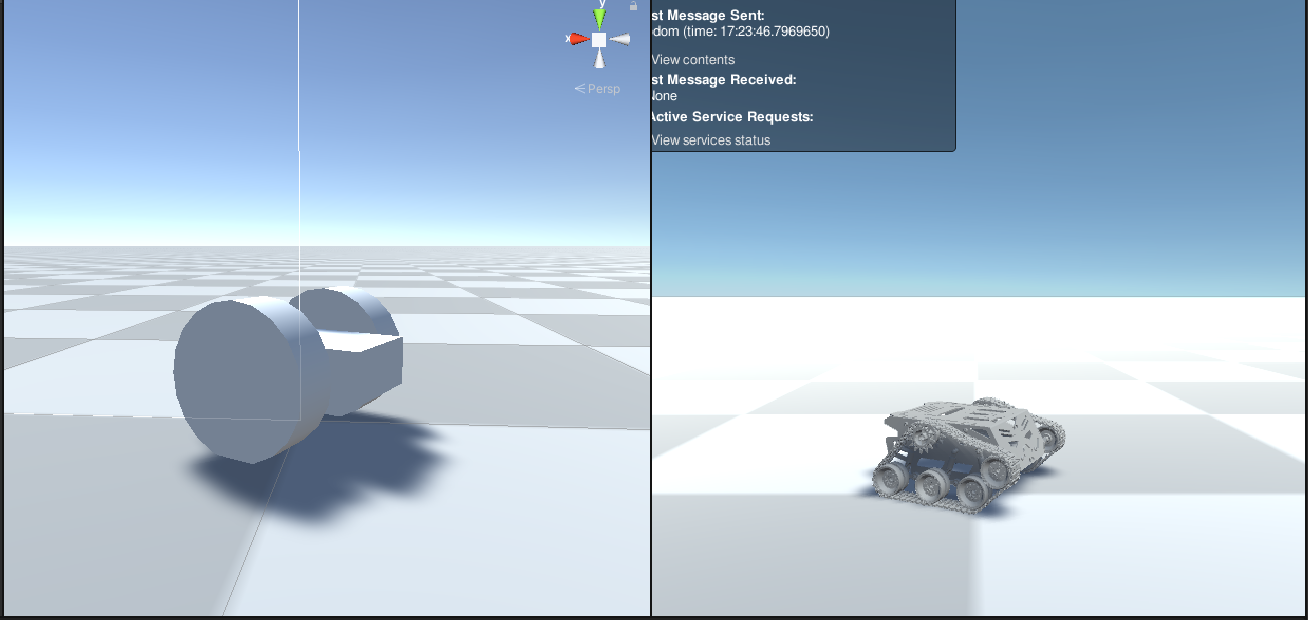 y
x
Persp
st Message Sent:
dom (time: 17:23:46.7969650)
View contents
st Message Received:
None
Active Service Requests:
View services status